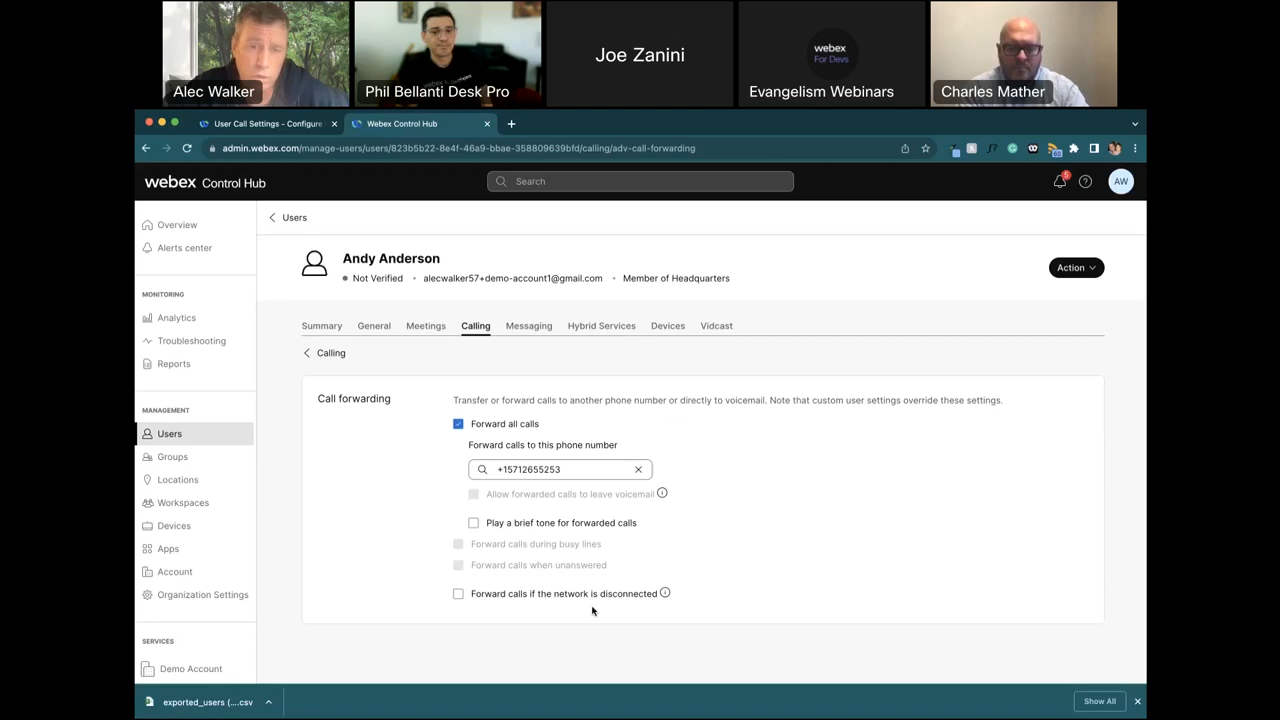 Alec Walker
Phil Bellanti Desk Pro
Joe Zanini
webex
For Devs
Evangelism Webinars
Charles Mather
User Call Settings - Configure
Webex Control Hub
admin.webex.com/manage-users/users/823b5b22-8e4f-46a9-bbae-358809639bfd/calling/adv-call-forwarding
webex Control Hub
Search
5
AW
Overview
Alerts center
MONITORING
Analytics
Troubleshooting
Reports
MANAGEMENT
Users
Groups
Locations
Workspaces
Devices
Apps
Account
Organization Settings
SERVICES
Demo Account
Users
Andy Anderson
Not Verified • alecwalker57+demo-account1@gmail.com • Member of Headquarters
Action
Summary General Meetings Calling Messaging Hybrid Services Devices Vidcast
Calling
Call forwarding
Transfer or forward calls to another phone number or directly to voicemail. Note that custom user settings override these settings.
Forward all calls
Forward calls to this phone number
+15712655253
Allow forwarded calls to leave voicemail
Play a brief tone for forwarded calls
Forward calls during busy lines
Forward calls when unanswered
Forward calls if the network is disconnected
exported_users (....csv
Show All